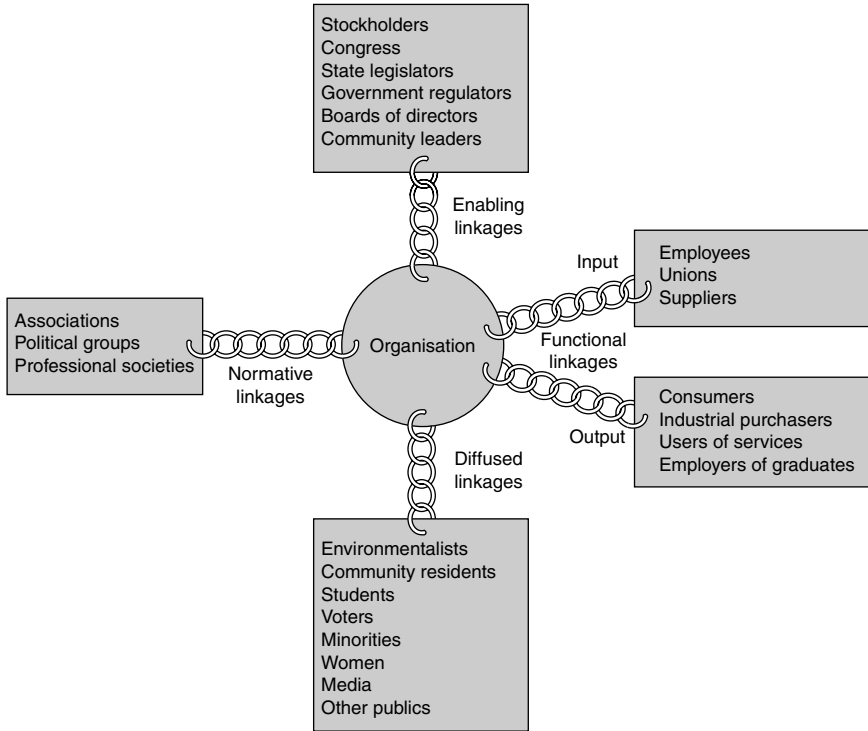 Stockholders
Congress
State legislators
Government regulators
Boards of directors
Community leaders
Enabling
linkages
Input
Employees
Unions
Suppliers
Associations
Political groups
Professional societies
Normative
linkages
Organisation
Functional
linkages
Output
Consumers
Industrial purchasers
Users of services
Employers of graduates
Diffused
linkages
Environmentalists
Community residents
Students
Voters
Minorities
Women
Media
Other publics